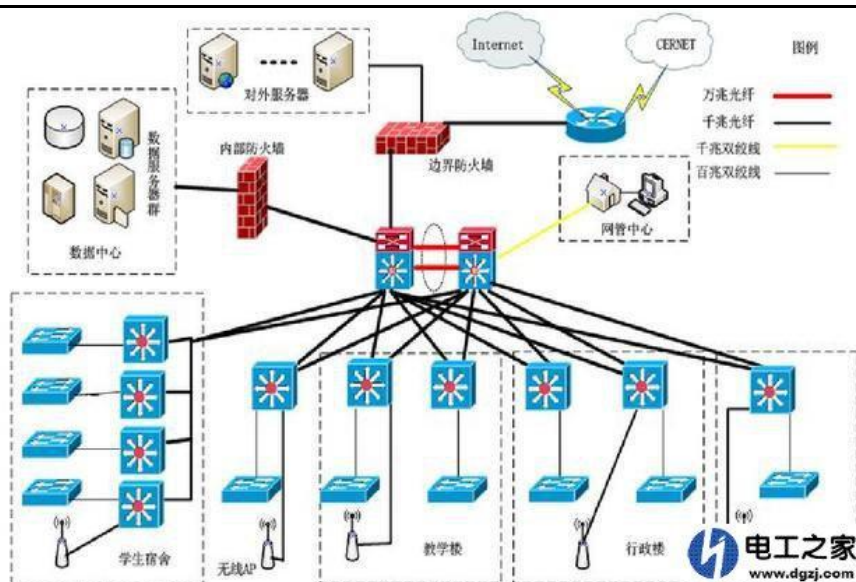 Internet
CERNET
图例
万兆光纤
千兆光纤
千兆双绞线
百兆双绞线
对外服务器
内部防火墙
边界防火墙
数据服务器群
数据中心
网管中心
学生宿舍
无线AP
教学楼
行政楼
电工之家
www.dgzj.com